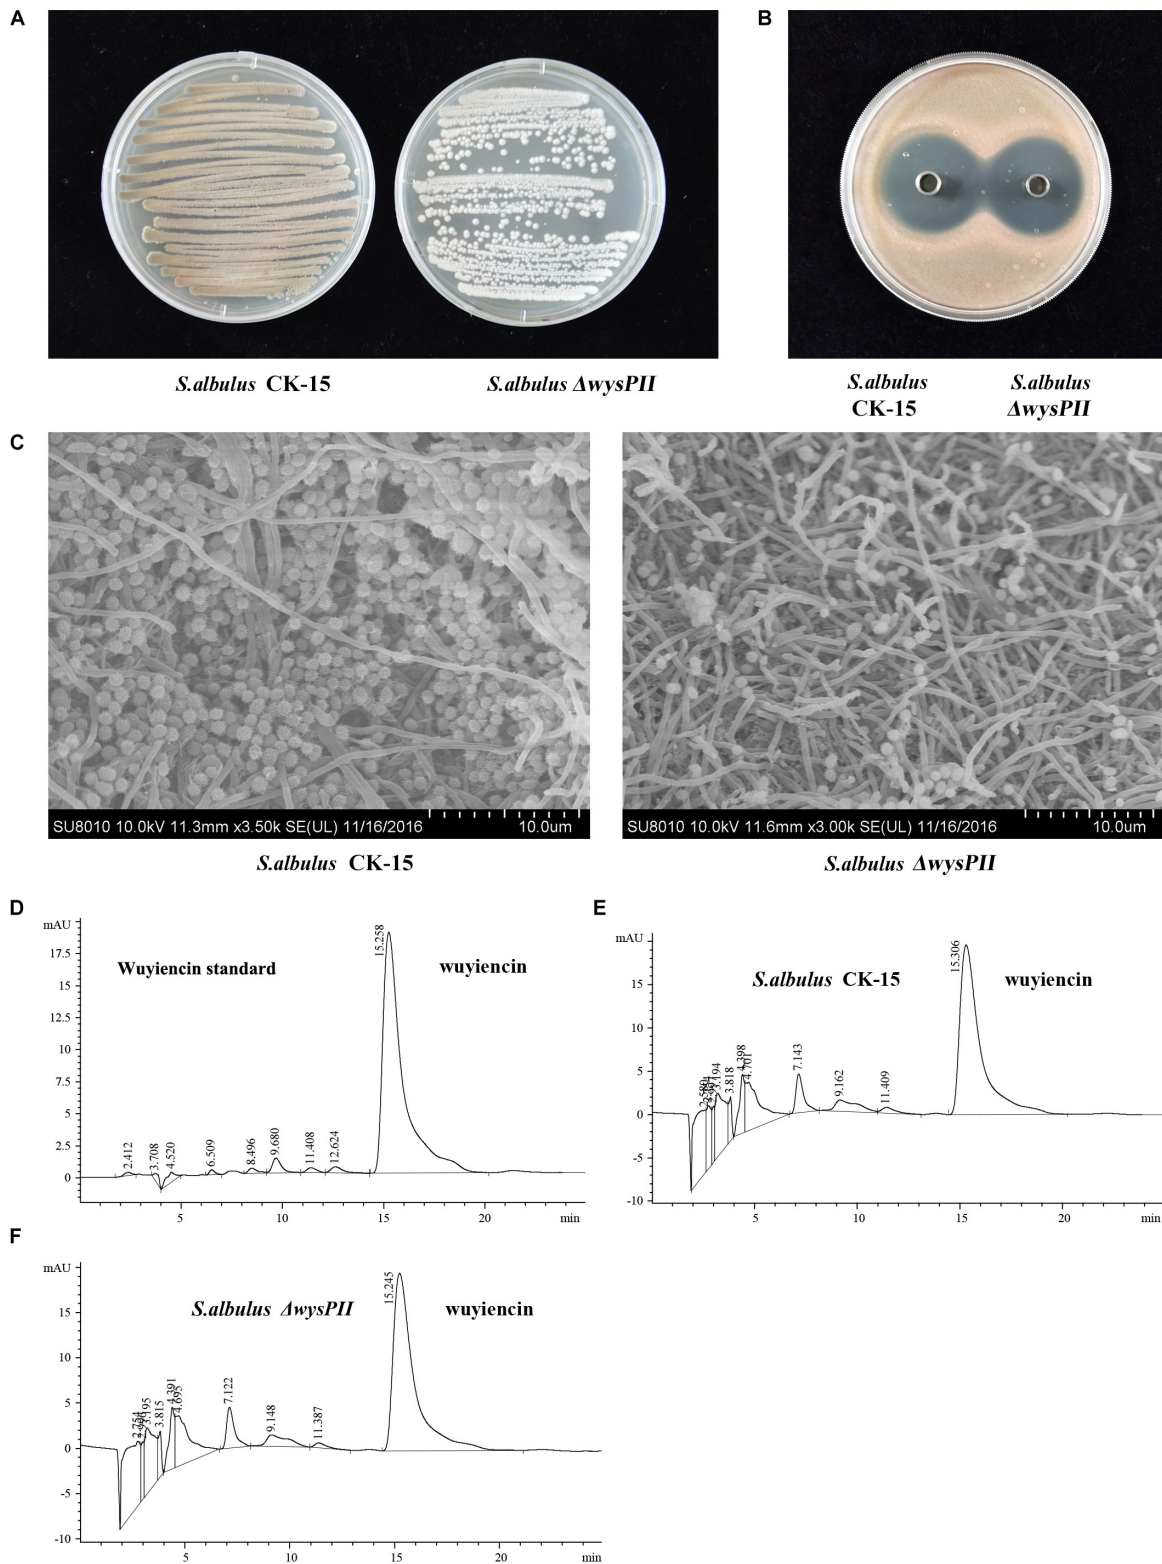 A
B
S.albulus CK-15
S.albulus ΔwysPII
S.albulus
CK-15
S.albulus
ΔwysPII
C
SU8010 10.0kV 11.3mm x3.50k SE(UL) 11/16/2016
10.0um
SU8010 10.0kV 11.6mm x3.00k SE(UL) 11/16/2016
10.0um
S.albulus CK-15
S.albulus ΔwysPII
D
mAU
17.5
15
12.5
10
7.5
5
2.5
0
Wuyiencin standard
wuyiencin
2.412
3.708
4.520
6.509
8.496
9.680
11.408
12.624
15.258
5
10
15
20
min
E
mAU
15
10
5
0
-5
-10
S.albulus CK-15
wuyiencin
2.580
3.194
3.818
4.398
4.701
7.143
9.162
11.409
15.306
5
10
15
20
min
F
mAU
15
10
5
0
-5
-10
S.albulus ΔwysPII
wuyiencin
2.754
3.195
3.815
4.391
4.695
7.122
9.148
11.387
15.245
5
10
15
20
min